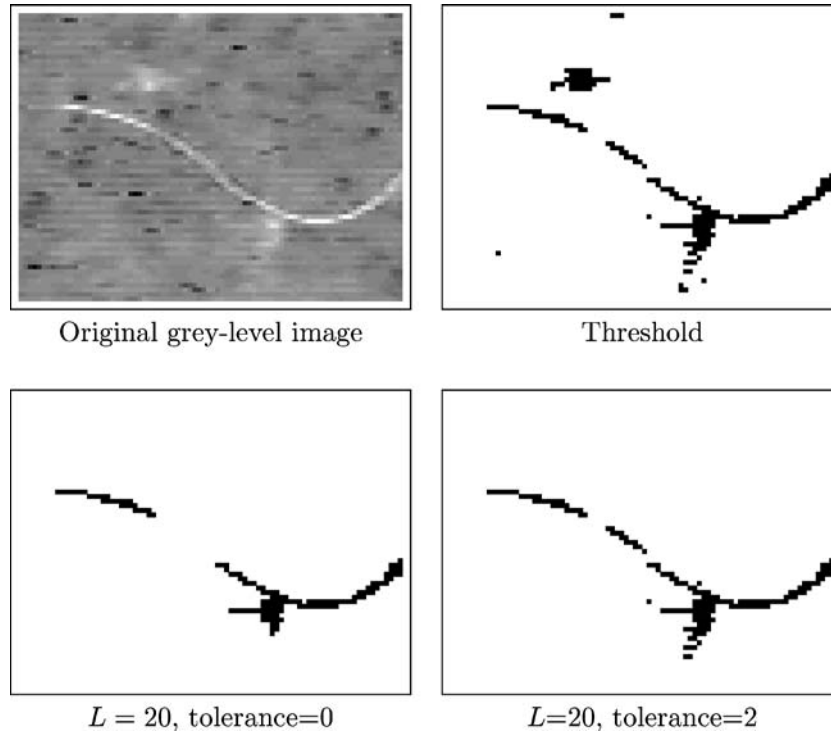 Original grey-level image
Threshold
L = 20, tolerance=0
L=20, tolerance=2